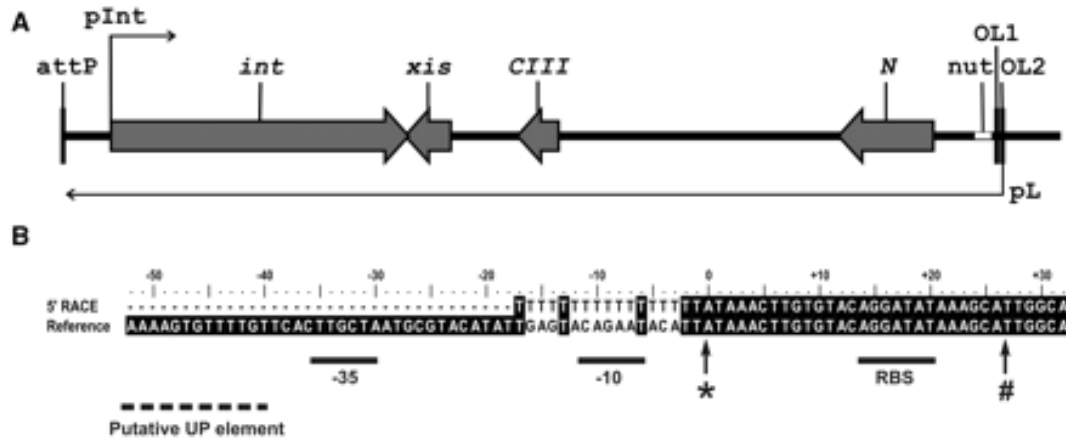 A
pInt
attP
int
xis
CIII
N
nut
OL1
OL2
pL
B
-50 -40 -30 -20 -10 0 +10 +20 +30
5' RACE TTTTTTTTTTTTTTTTTATAAACTTGTGTACAGGATATAAAGCATTGGCA
Reference AAAAGTGTTTTGTTCACTTGCTAATGCGTACATATTGAGTACAGAATACATTATAAACTTGTGTACAGGATATAAAGCATTGGCA
-35 -10 * RBS #
Putative UP element